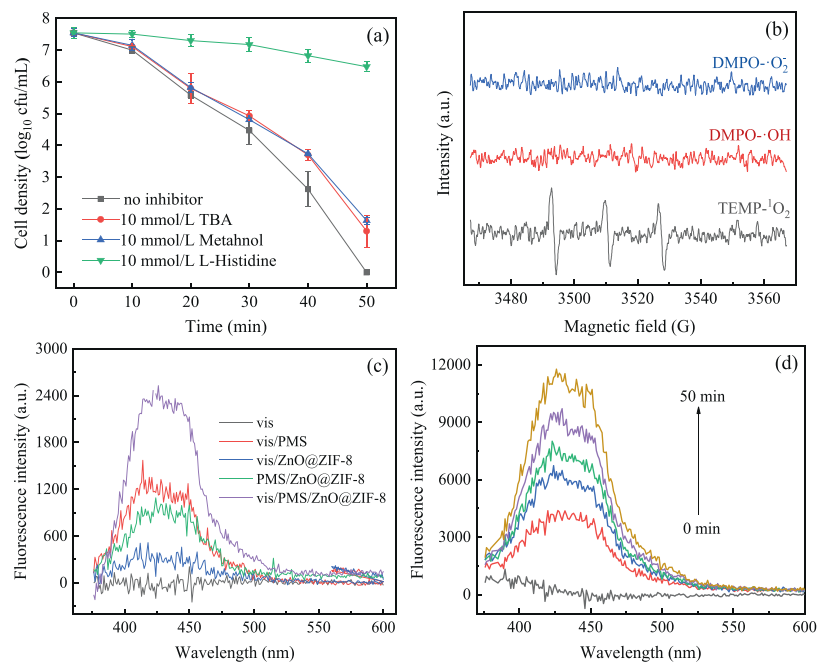 (a)
8
7
6
5
4
3
2
1
0
Cell density (log₁₀ cfu/mL)
no inhibitor
10 mmol/L TBA
10 mmol/L Metahnol
10 mmol/L L-Histidine
0 10 20 30 40 50
Time (min)
(b)
Intensity (a.u.)
DMPO-·O₂⁻
DMPO-·OH
TEMP-¹O₂
3480 3500 3520 3540 3560
Magnetic field (G)
(c)
3000
2400
1800
1200
600
0
Fluorescence intensity (a.u.)
vis
vis/PMS
vis/ZnO@ZIF-8
PMS/ZnO@ZIF-8
vis/PMS/ZnO@ZIF-8
400 450 500 550 600
Wavelength (nm)
(d)
12000
9000
6000
3000
0
Fluorescence intensity (a.u.)
50 min
0 min
400 450 500 550 600
Wavelength (nm)